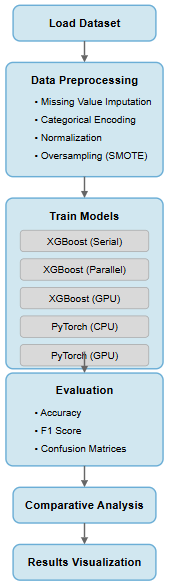 Load Dataset
Data Preprocessing
• Missing Value Imputation
• Categorical Encoding
• Normalization
• Oversampling (SMOTE)
Train Models
XGBoost (Serial)
XGBoost (Parallel)
XGBoost (GPU)
PyTorch (CPU)
PyTorch (GPU)
Evaluation
• Accuracy
• F1 Score
• Confusion Matrices
Comparative Analysis
Results Visualization